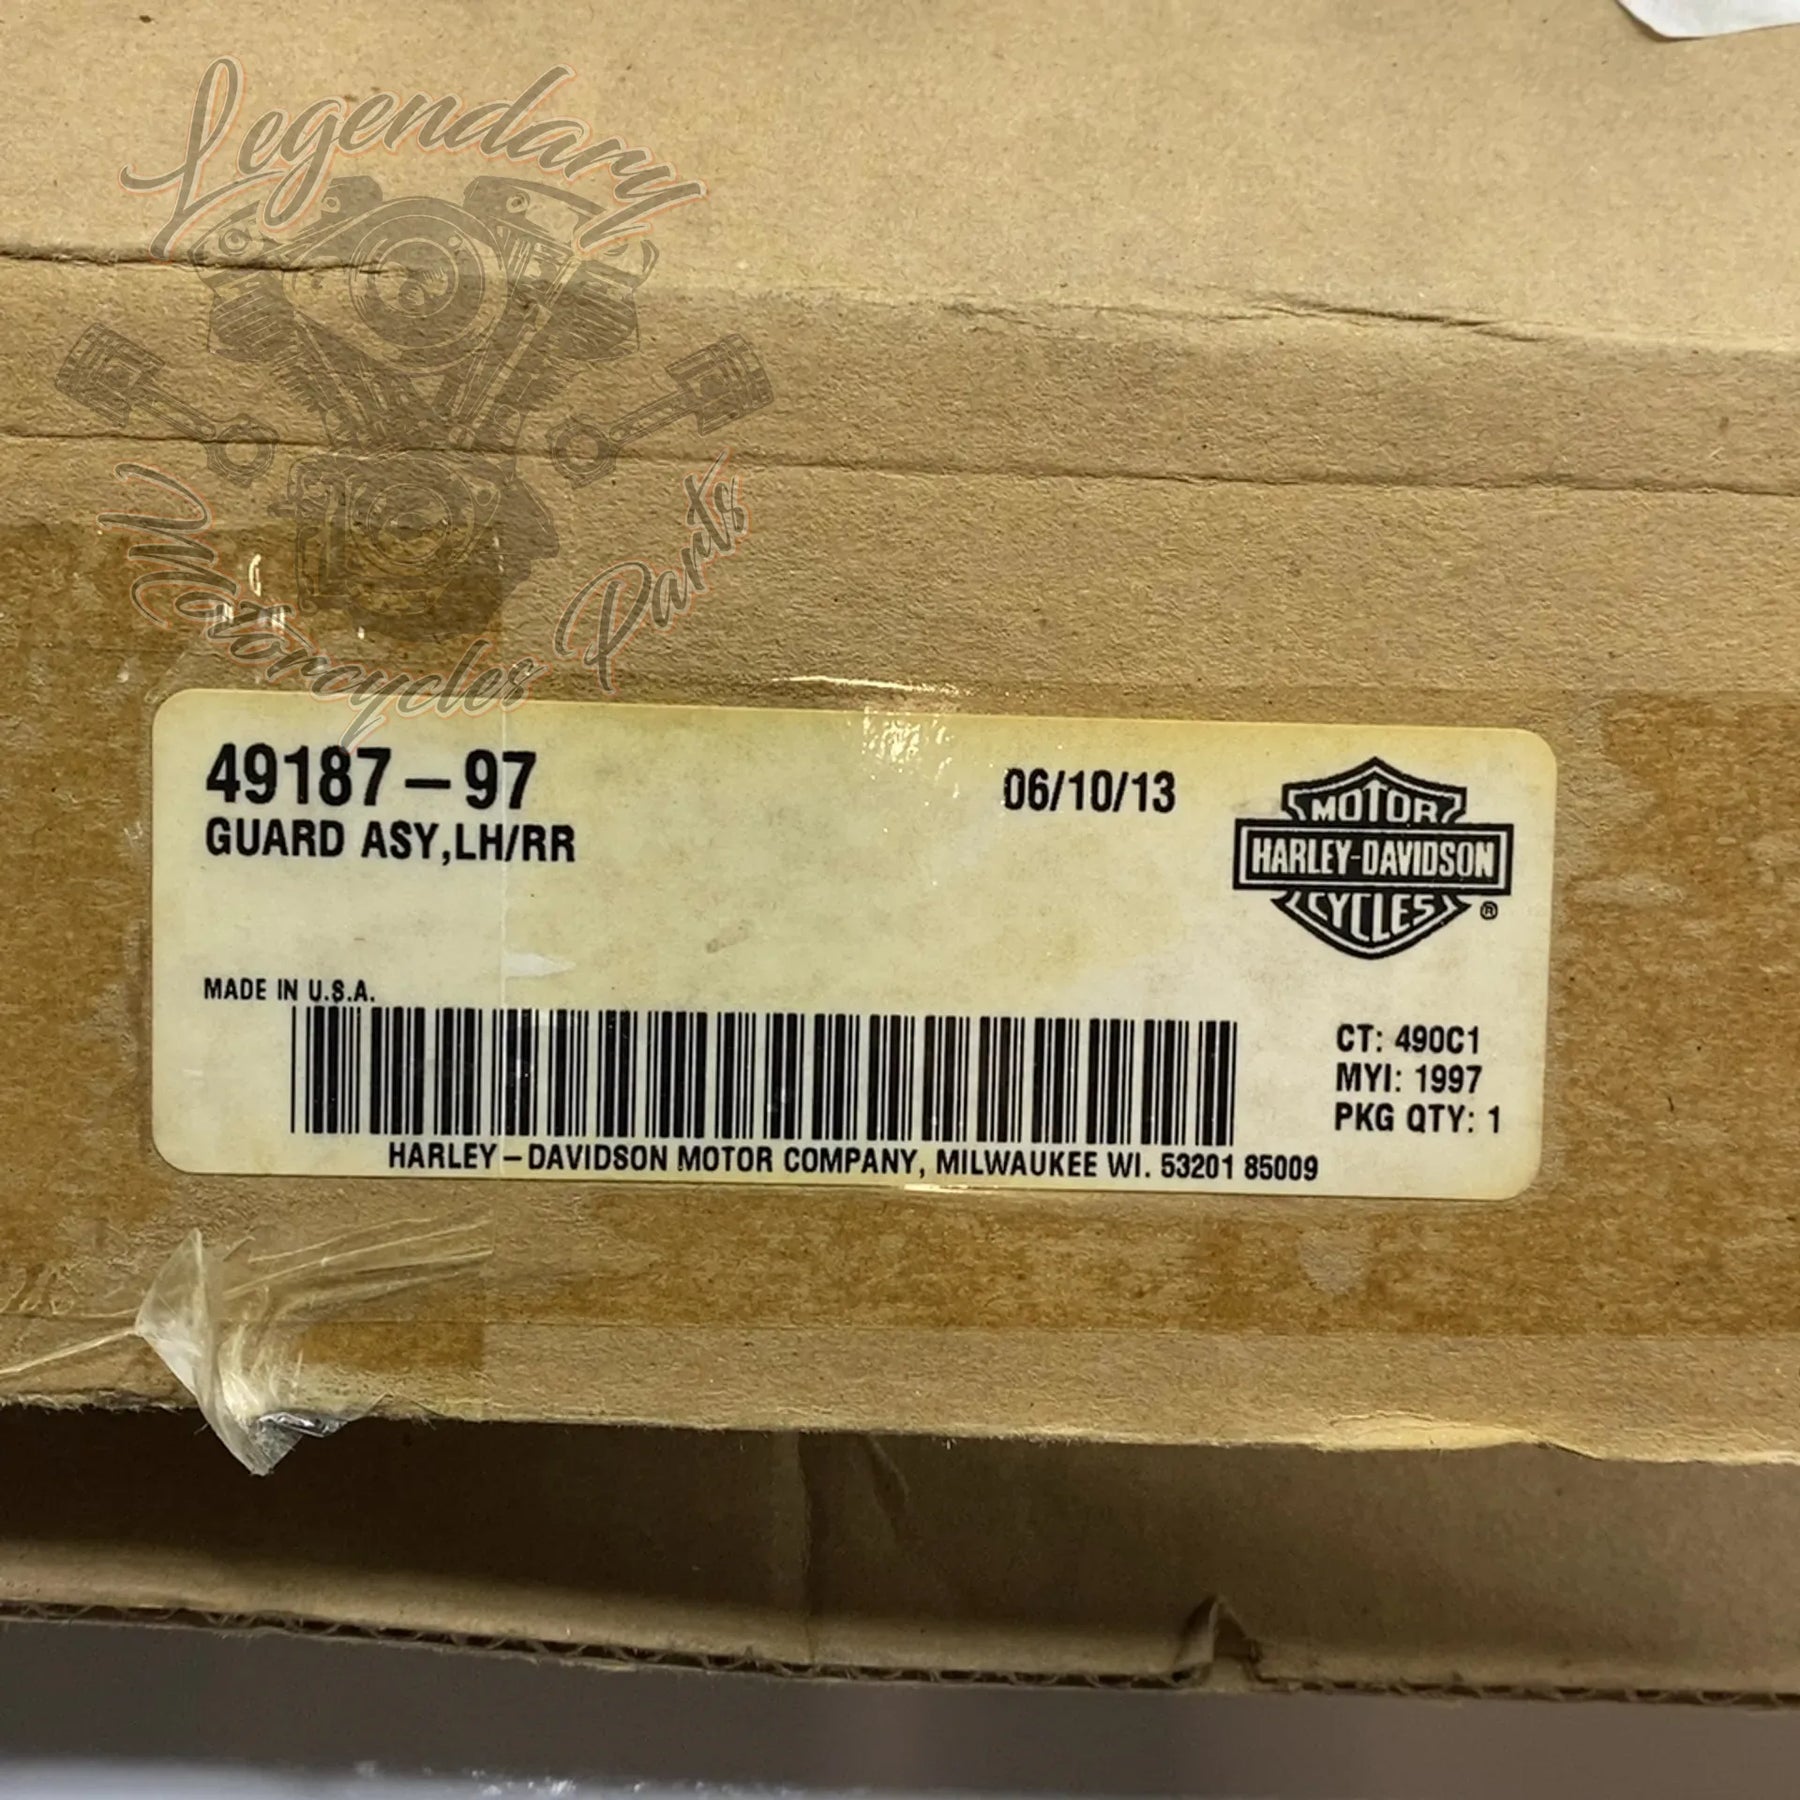 Legendary
Motorcycles Parts
49187-97
06/10/13
GUARD ASY,LH/RR
MOTOR
HARLEY-DAVIDSON
CYCLES
®
MADE IN U.S.A.
CT: 490C1
MYI: 1997
PKG QTY: 1
HARLEY-DAVIDSON MOTOR COMPANY, MILWAUKEE WI. 53201 85009